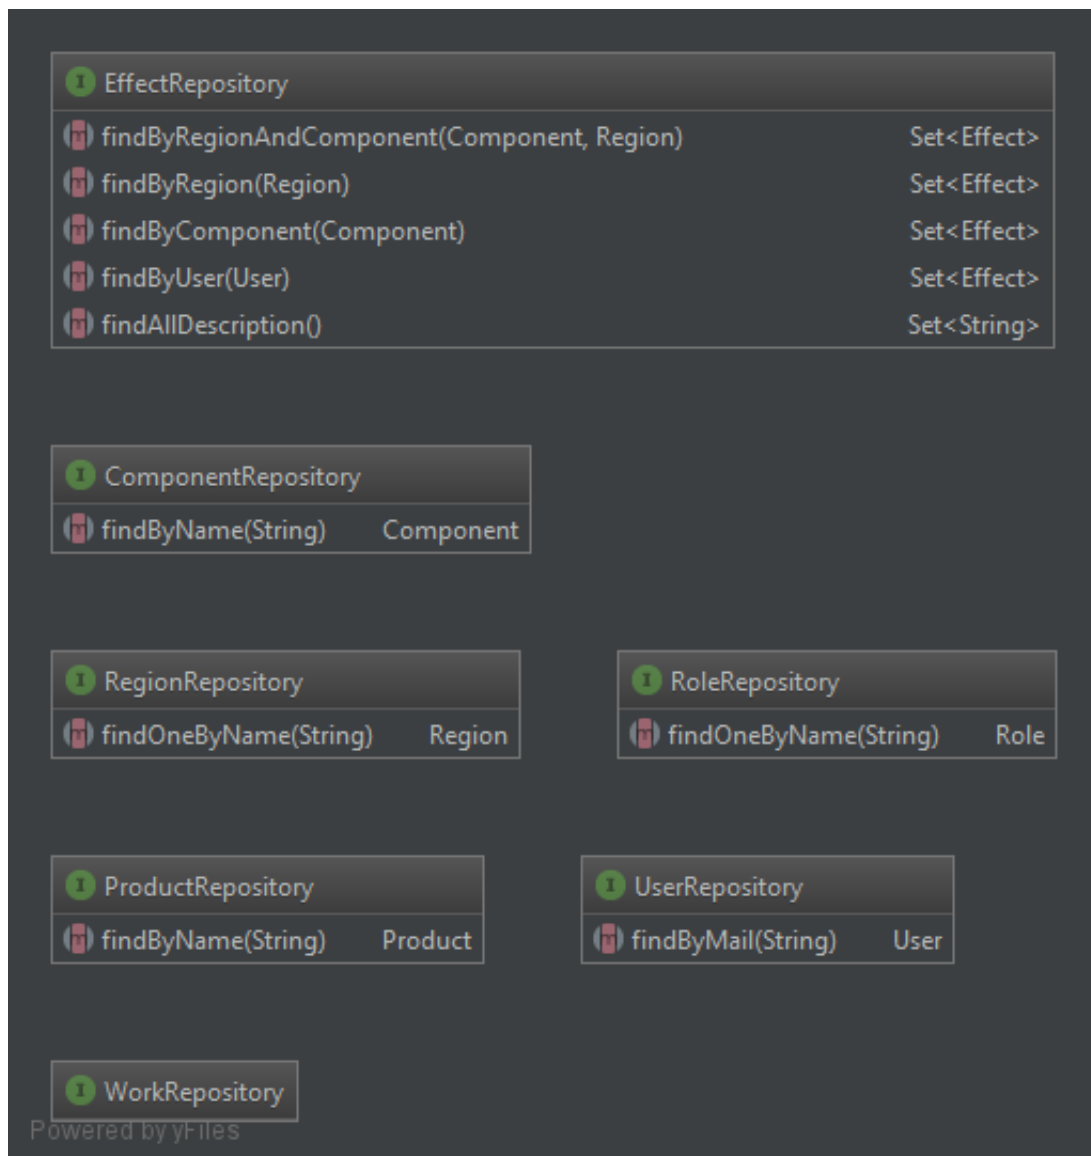 EffectRepository
findByRegionAndComponent(Component, Region) Set<Effect>
findByRegion(Region) Set<Effect>
findByComponent(Component) Set<Effect>
findByUser(User) Set<Effect>
findAllDescription() Set<String>
ComponentRepository
findByName(String) Component
RegionRepository
findOneByName(String) Region
RoleRepository
findOneByName(String) Role
ProductRepository
findByName(String) Product
UserRepository
findByMail(String) User
WorkRepository
Powered by yFiles